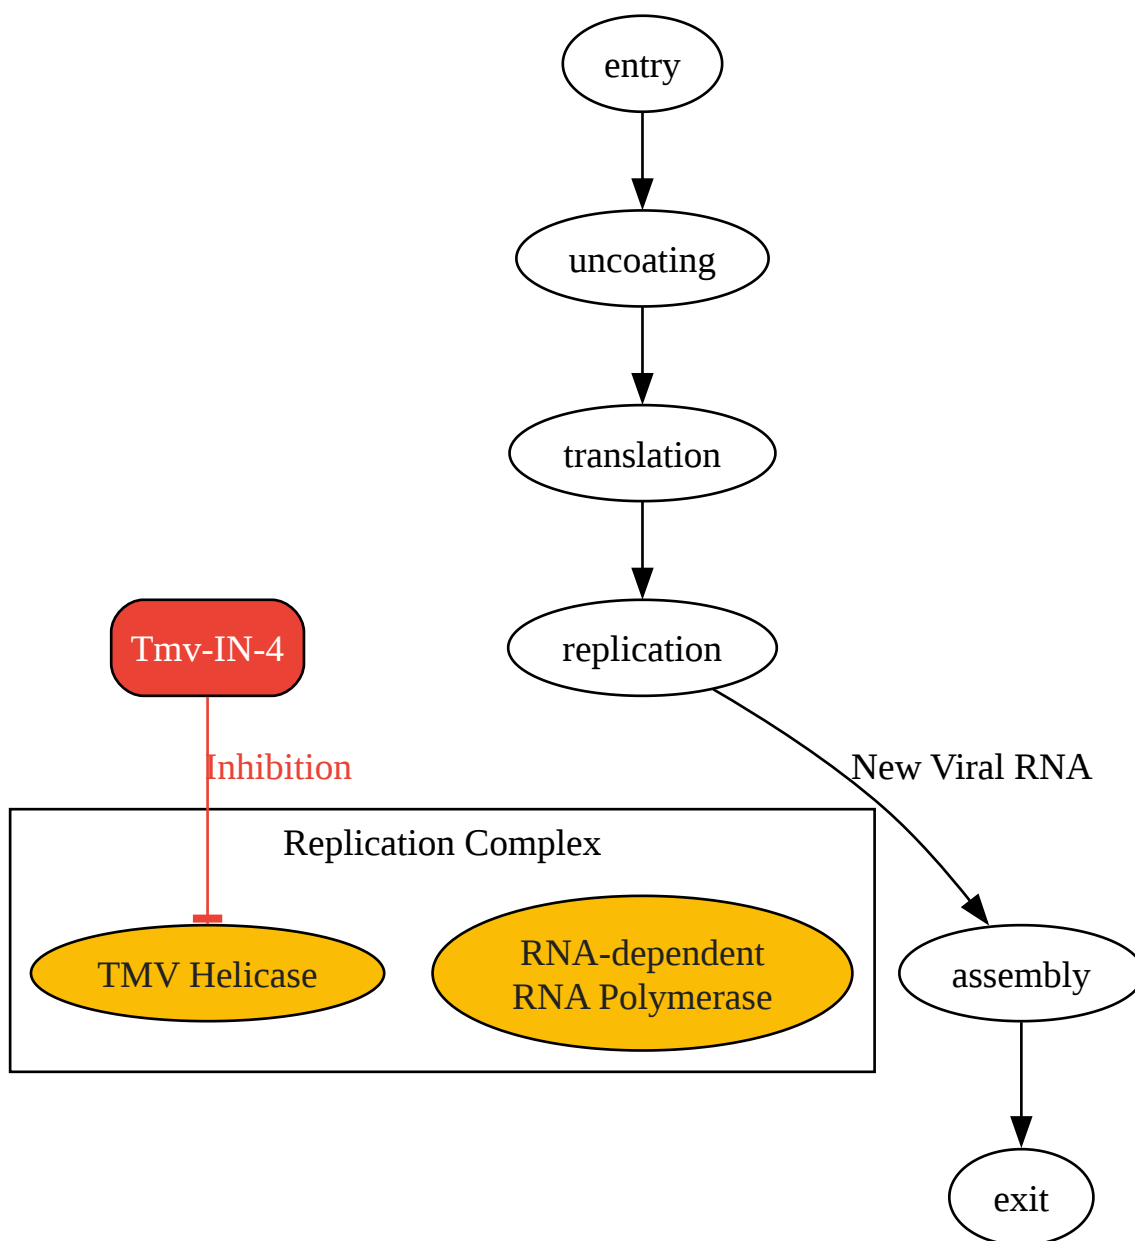 entry
uncoating
translation
Tmv-IN-4
replication
Inhibition
New Viral RNA
Replication Complex
TMV Helicase
RNA-dependent
RNA Polymerase
assembly
exit